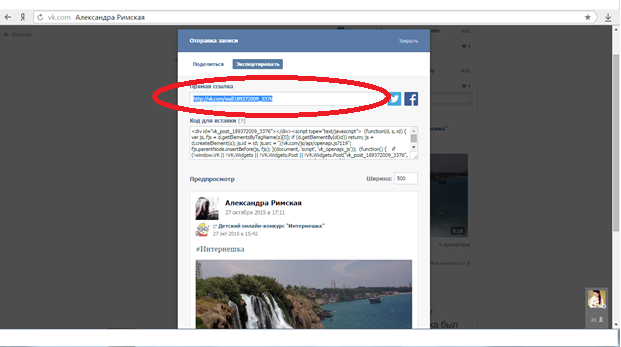 Я
vk.com Александра Римская
Отправка записи
Закрыть
Поделиться
Экспортировать
Прямая ссылка
http://vk.com/wall189372009_3376
Код для вставки [?]
<div id="vk_post_189372009_3376"></div><script type="text/javascript"> (function(d, s, id) {
var js, fjs = d.getElementsByTagName(s)[0]; if (d.getElementById(id)) return; js =
d.createElement(s); js.id = id; js.src = "//vk.com/js/api/openapi.js?119";
fjs.parentNode.insertBefore(js, fjs); }(document, 'script', 'vk_openapi_js')); (function() { if
(!window.VK || !VK.Widgets || !VK.Widgets.Post || !VK.Widgets.Post("vk_post_189372009_3376",
Предпросмотр
Ширина: 500
Александра Римская
27 октября 2015 в 17:11
Детский онлайн-конкурс "Интернешка"
27 окт 2015 в 15:42
#Интернешка